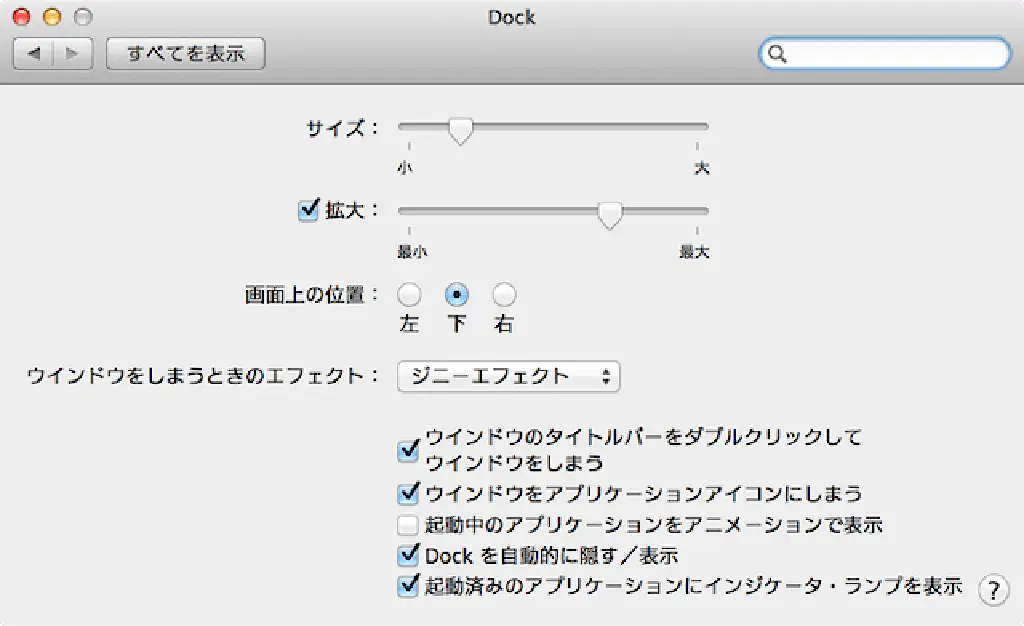 Dock
すべてを表示
サイズ：
小 大
拡大：
最小 最大
画面上の位置：
左 下 右
ウインドウをしまうときのエフェクト： ジニーエフェクト
ウインドウのタイトルバーをダブルクリックして
ウインドウをしまう
ウインドウをアプリケーションアイコンにしまう
起動中のアプリケーションをアニメーションで表示
Dock を自動的に隠す／表示
起動済みのアプリケーションにインジケータ・ランプを表示
?